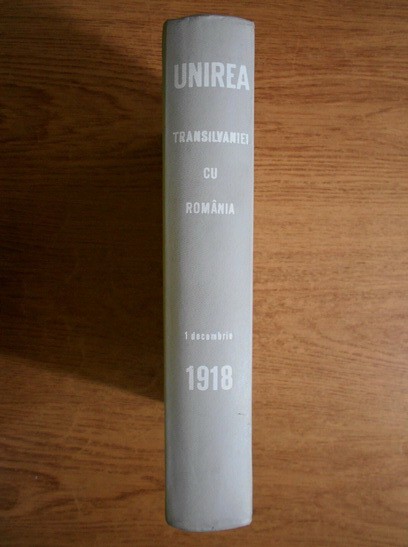 UNIREA
TRANSILVANIEI
CU
ROMÂNIA
1 decembrie
1918